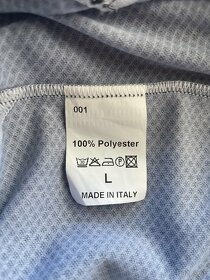 001
100% Polyester
L
MADE IN ITALY